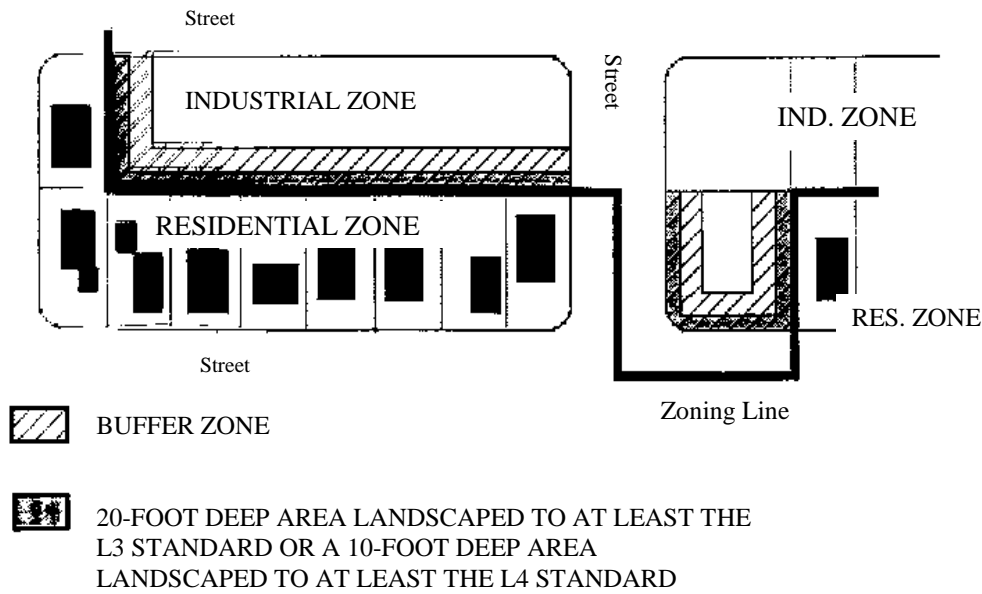 Street
Street
INDUSTRIAL ZONE
IND. ZONE
RESIDENTIAL ZONE
RES. ZONE
Street
Zoning Line
BUFFER ZONE
20-FOOT DEEP AREA LANDSCAPED TO AT LEAST THE
L3 STANDARD OR A 10-FOOT DEEP AREA
LANDSCAPED TO AT LEAST THE L4 STANDARD